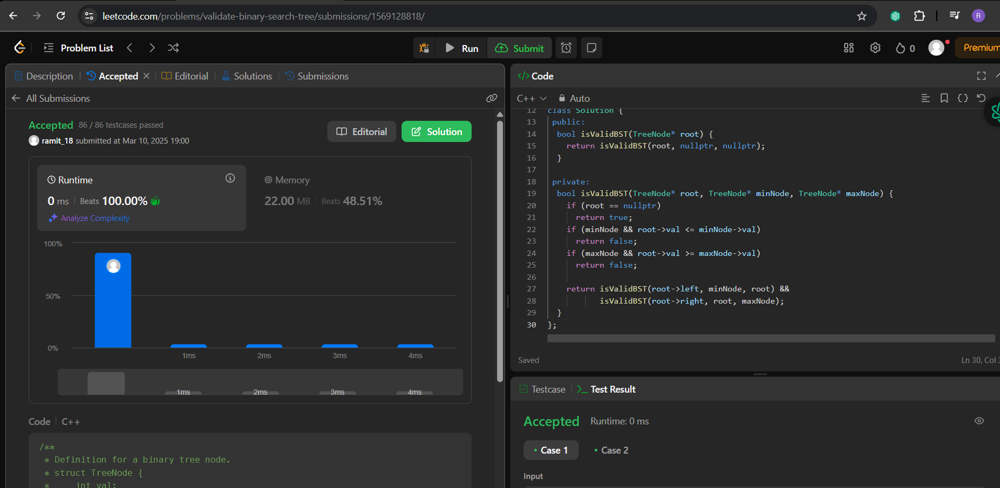 leetcode.com/problems/validate-binary-search-tree/submissions/1569128818/
R
Problem List
Run
Submit
0
Premium
Description
Accepted
Editorial
Solutions
Submissions
All Submissions
Accepted 86 / 86 testcases passed
ramit_18 submitted at Mar 10, 2025 19:00
Editorial
Solution
Runtime
0 ms Beats 100.00%
Analyze Complexity
Memory
22.00 MB Beats 48.51%
100%
50%
0%
1ms 2ms 3ms 4ms
1ms 2ms 3ms 4ms
Code C++
/**
* Definition for a binary tree node.
* struct TreeNode {
* int val;
</> Code
C++ Auto
12 class Solution {
13 public:
14 bool isValidBST(TreeNode* root) {
15 return isValidBST(root, nullptr, nullptr);
16 }
17
18 private:
19 bool isValidBST(TreeNode* root, TreeNode* minNode, TreeNode* maxNode) {
20 if (root == nullptr)
21 return true;
22 if (minNode && root->val <= minNode->val)
23 return false;
24 if (maxNode && root->val >= maxNode->val)
25 return false;
26
27 return isValidBST(root->left, minNode, root) &&
28 isValidBST(root->right, root, maxNode);
29 }
30 };
Saved
Ln 30, Col 3
Testcase
Test Result
Accepted Runtime: 0 ms
Case 1
Case 2
Input